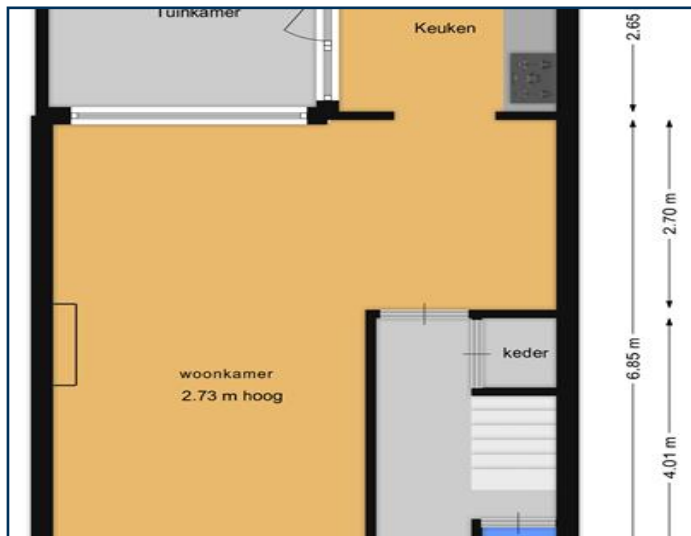 Tuinkamer
Keuken
2.65
2.70 m
6.85 m
keder
woonkamer
2.73 m hoog
4.01 m